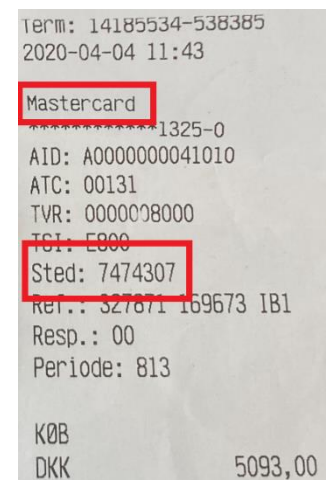 Term: 14185534-538385
2020-04-04 11:43
Mastercard
************1325-0
AID: A0000000041010
ATC: 00131
TVR: 0000008000
TSI: E800
Sted: 7474307
Ref.: 327871 169673 IB1
Resp.: 00
Periode: 813
KØB
DKK 5093,00